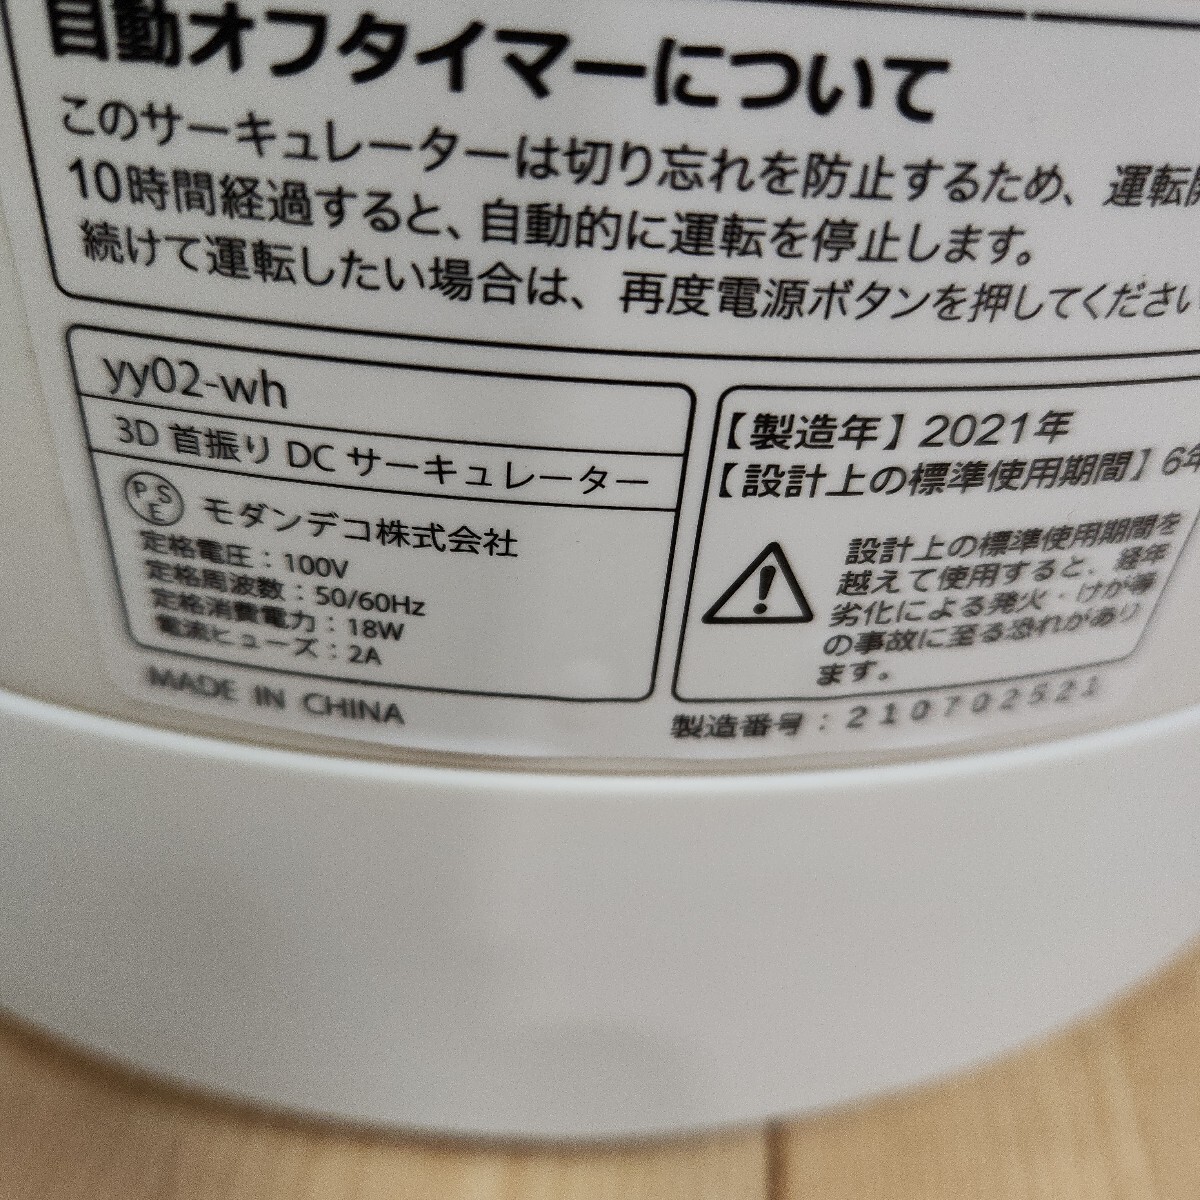 自動オフタイマーについて
このサーキュレーターは切り忘れを防止するため、運転開
10時間経過すると、自動的に運転を停止します。
続けて運転したい場合は、再度電源ボタンを押してください
yy02-wh
3D 首振り DC サーキュレーター
PSE モダンデコ株式会社
定格電圧：100V
定格周波数：50/60Hz
定格消費電力：18W
電流ヒューズ：2A
MADE IN CHINA
【製造年】2021年
【設計上の標準使用期間】6年
設計上の標準使用期間を
越えて使用すると、経年
劣化による発火・けが等
の事故に至る恐れがあり
ます。
製造番号：210702521